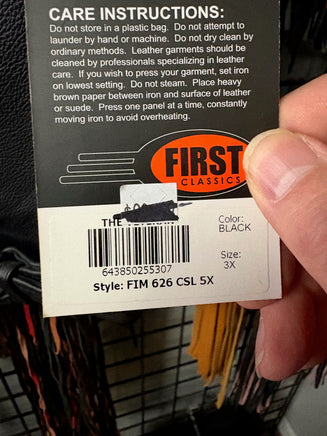 CARE INSTRUCTIONS:
Do not store in a plastic bag. Do not attempt to
launder by hand or machine. Do not dry clean by
ordinary methods. Leather garments should be
cleaned by professionals specializing in leather
care. If you wish to press your garment, set iron
on lowest setting. Do not steam. Place heavy
brown paper between iron and surface of leather
or suede. Press one panel at a time, constantly
moving iron to avoid overheating.
FIRST
CLASSICS
THE
Color:
BLACK
Size:
3X
643850255307
Style: FIM 626 CSL 5X